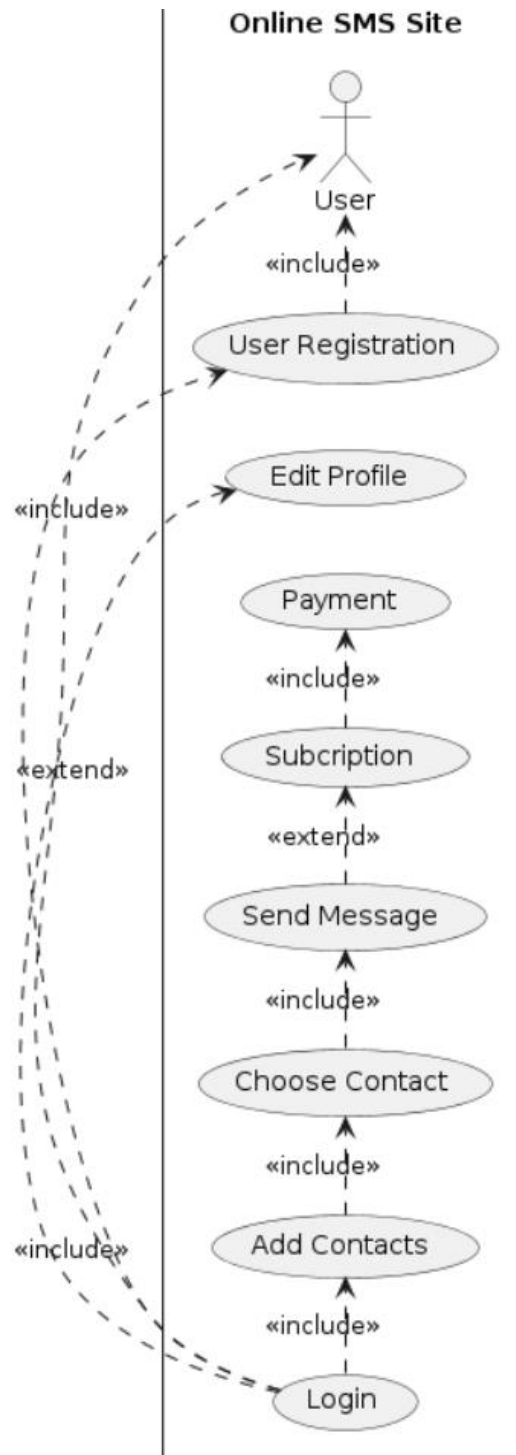 Online SMS Site
User
«include»
User Registration
Edit Profile
«include»
Payment
«include»
Subcription
«extend»
«extend»
Send Message
«include»
Choose Contact
«include»
Add Contacts
«include»
«include»
Login